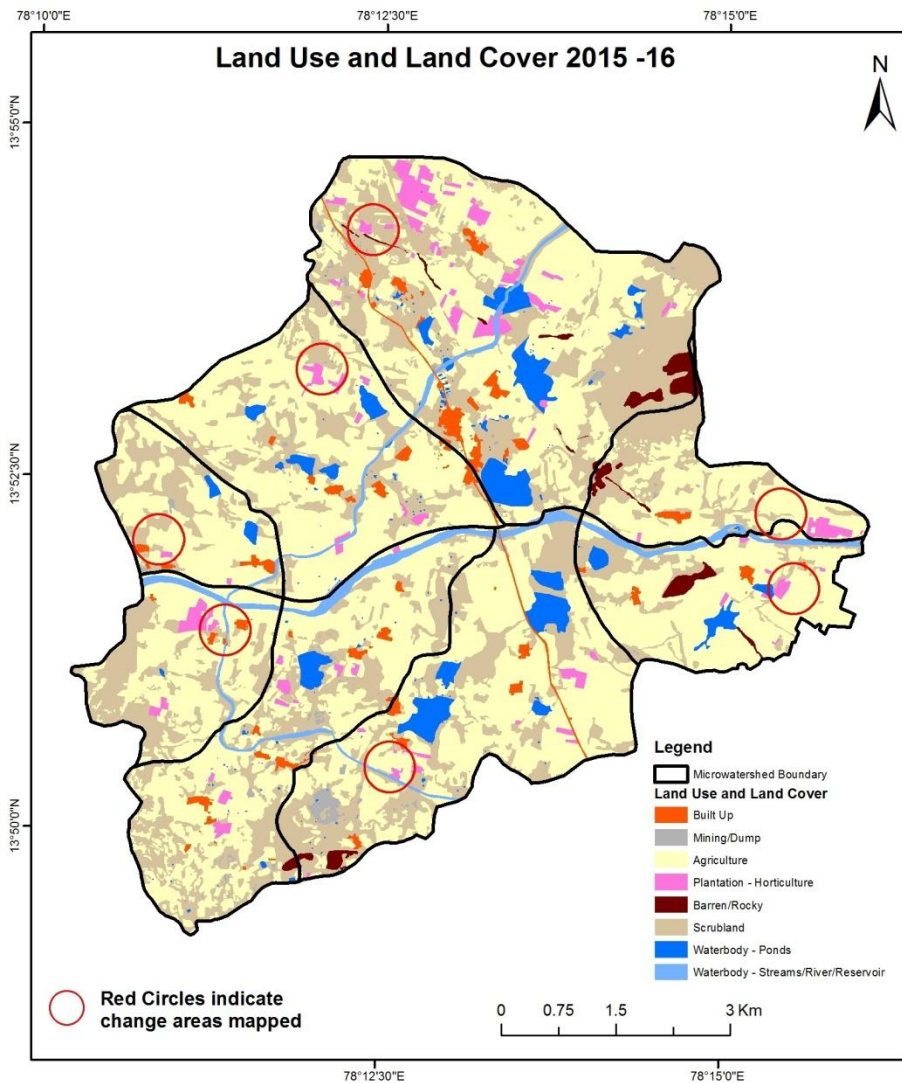 78°10'0"E
78°12'30"E
78°15'0"E
Land Use and Land Cover 2015 -16
N
13°55'0"N
13°52'30"N
13°50'0"N
Legend
Microwatershed Boundary
Land Use and Land Cover
Built Up
Mining/Dump
Agriculture
Plantation - Horticulture
Barren/Rocky
Scrubland
Waterbody - Ponds
Waterbody - Streams/River/Reservoir
Red Circles indicate
change areas mapped
0 0.75 1.5 3 Km
78°12'30"E
78°15'0"E